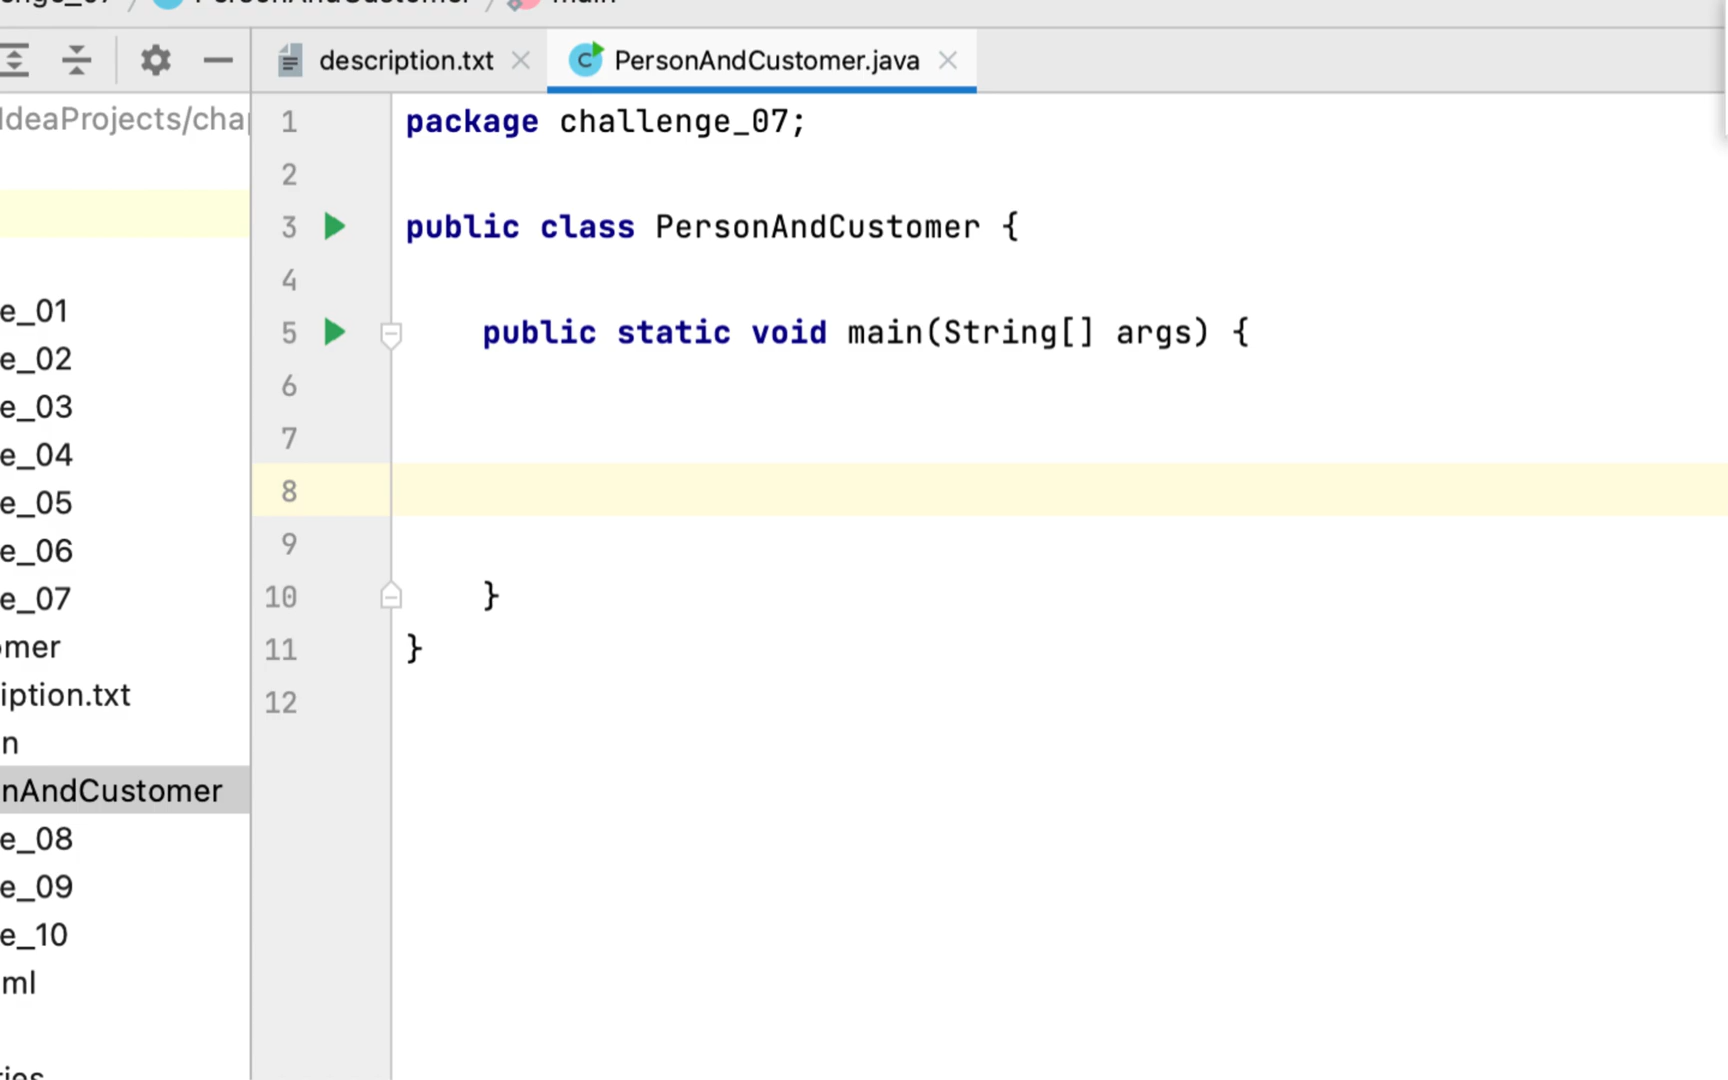 description.txt
PersonAndCustomer.java
IdeaProjects/cha
1 package challenge_07;
2
3 public class PersonAndCustomer {
4
5 public static void main(String[] args) {
6
7
8
9
10 }
11 }
12
e_01
e_02
e_03
e_04
e_05
e_06
e_07
omer
iption.txt
n
nAndCustomer
e_08
e_09
e_10
ml